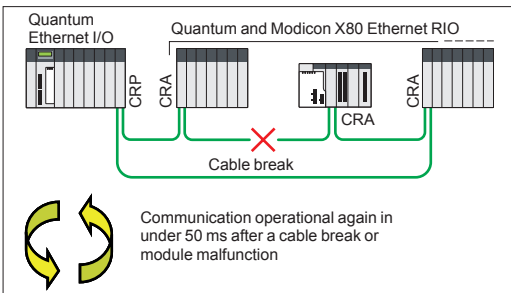 Quantum
Ethernet I/O
Quantum and Modicon X80 Ethernet RIO
CRP
CRA
CRA
CRA
Cable break
Communication operational again in
under 50 ms after a cable break or
module malfunction